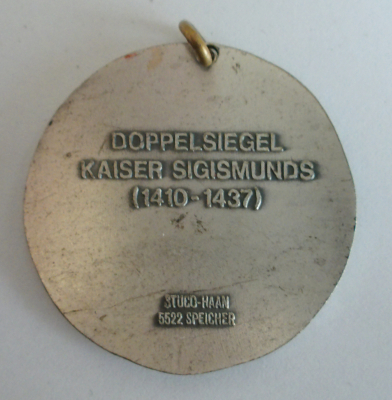 DOPPELSIEGEL
KAISER SIGISMUNDS
(1410-1437)
STUCO-HAAN
5522 SPEICHER